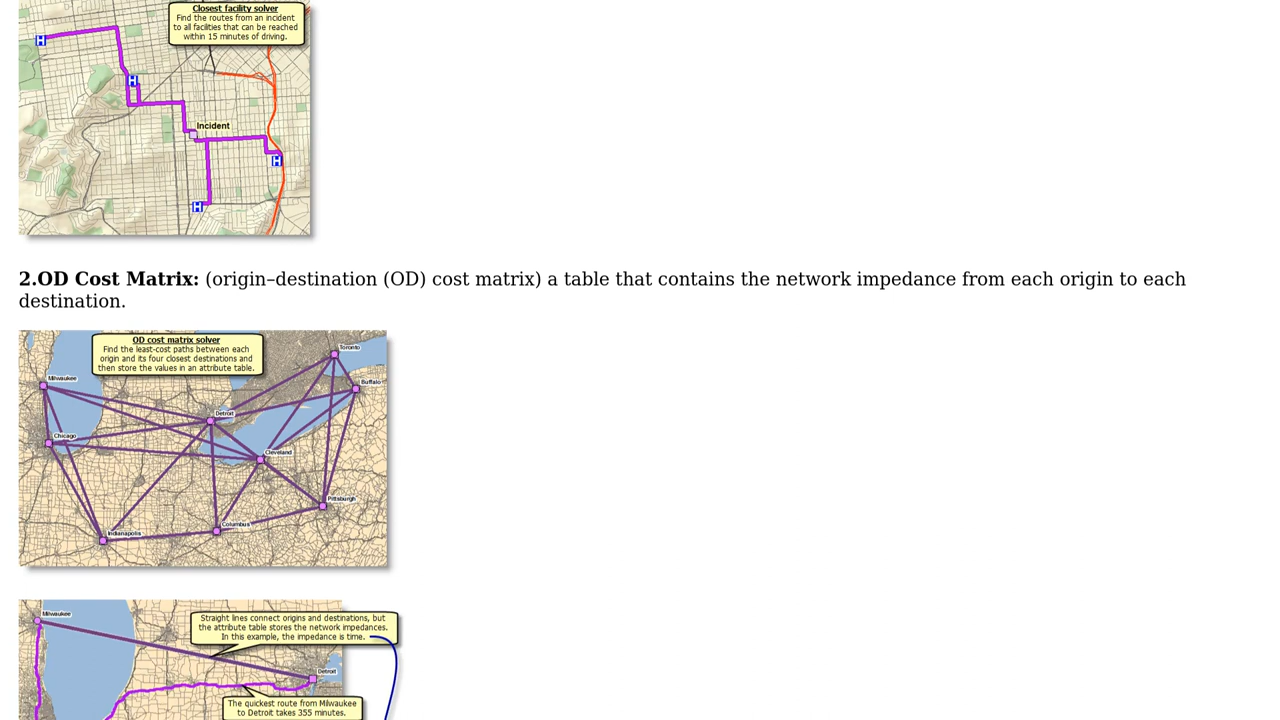 Closest facility solver
Find the routes from an incident
to all facilities that can be reached
within 15 minutes of driving.
H
H
Incident
H
H
2.OD Cost Matrix: (origin–destination (OD) cost matrix) a table that contains the network impedance from each origin to each
destination.
OD cost matrix solver
Find the least-cost paths between each
origin and its four closest destinations and
then store the values in an attribute table.
Toronto
Milwaukee
Buffalo
Detroit
Chicago
Cleveland
Pittsburgh
Columbus
Indianapolis
Milwaukee
Straight lines connect origins and destinations, but
the attribute table stores the network impedances.
In this example, the impedance is time.
Detroit
The quickest route from Milwaukee
to Detroit takes 355 minutes.